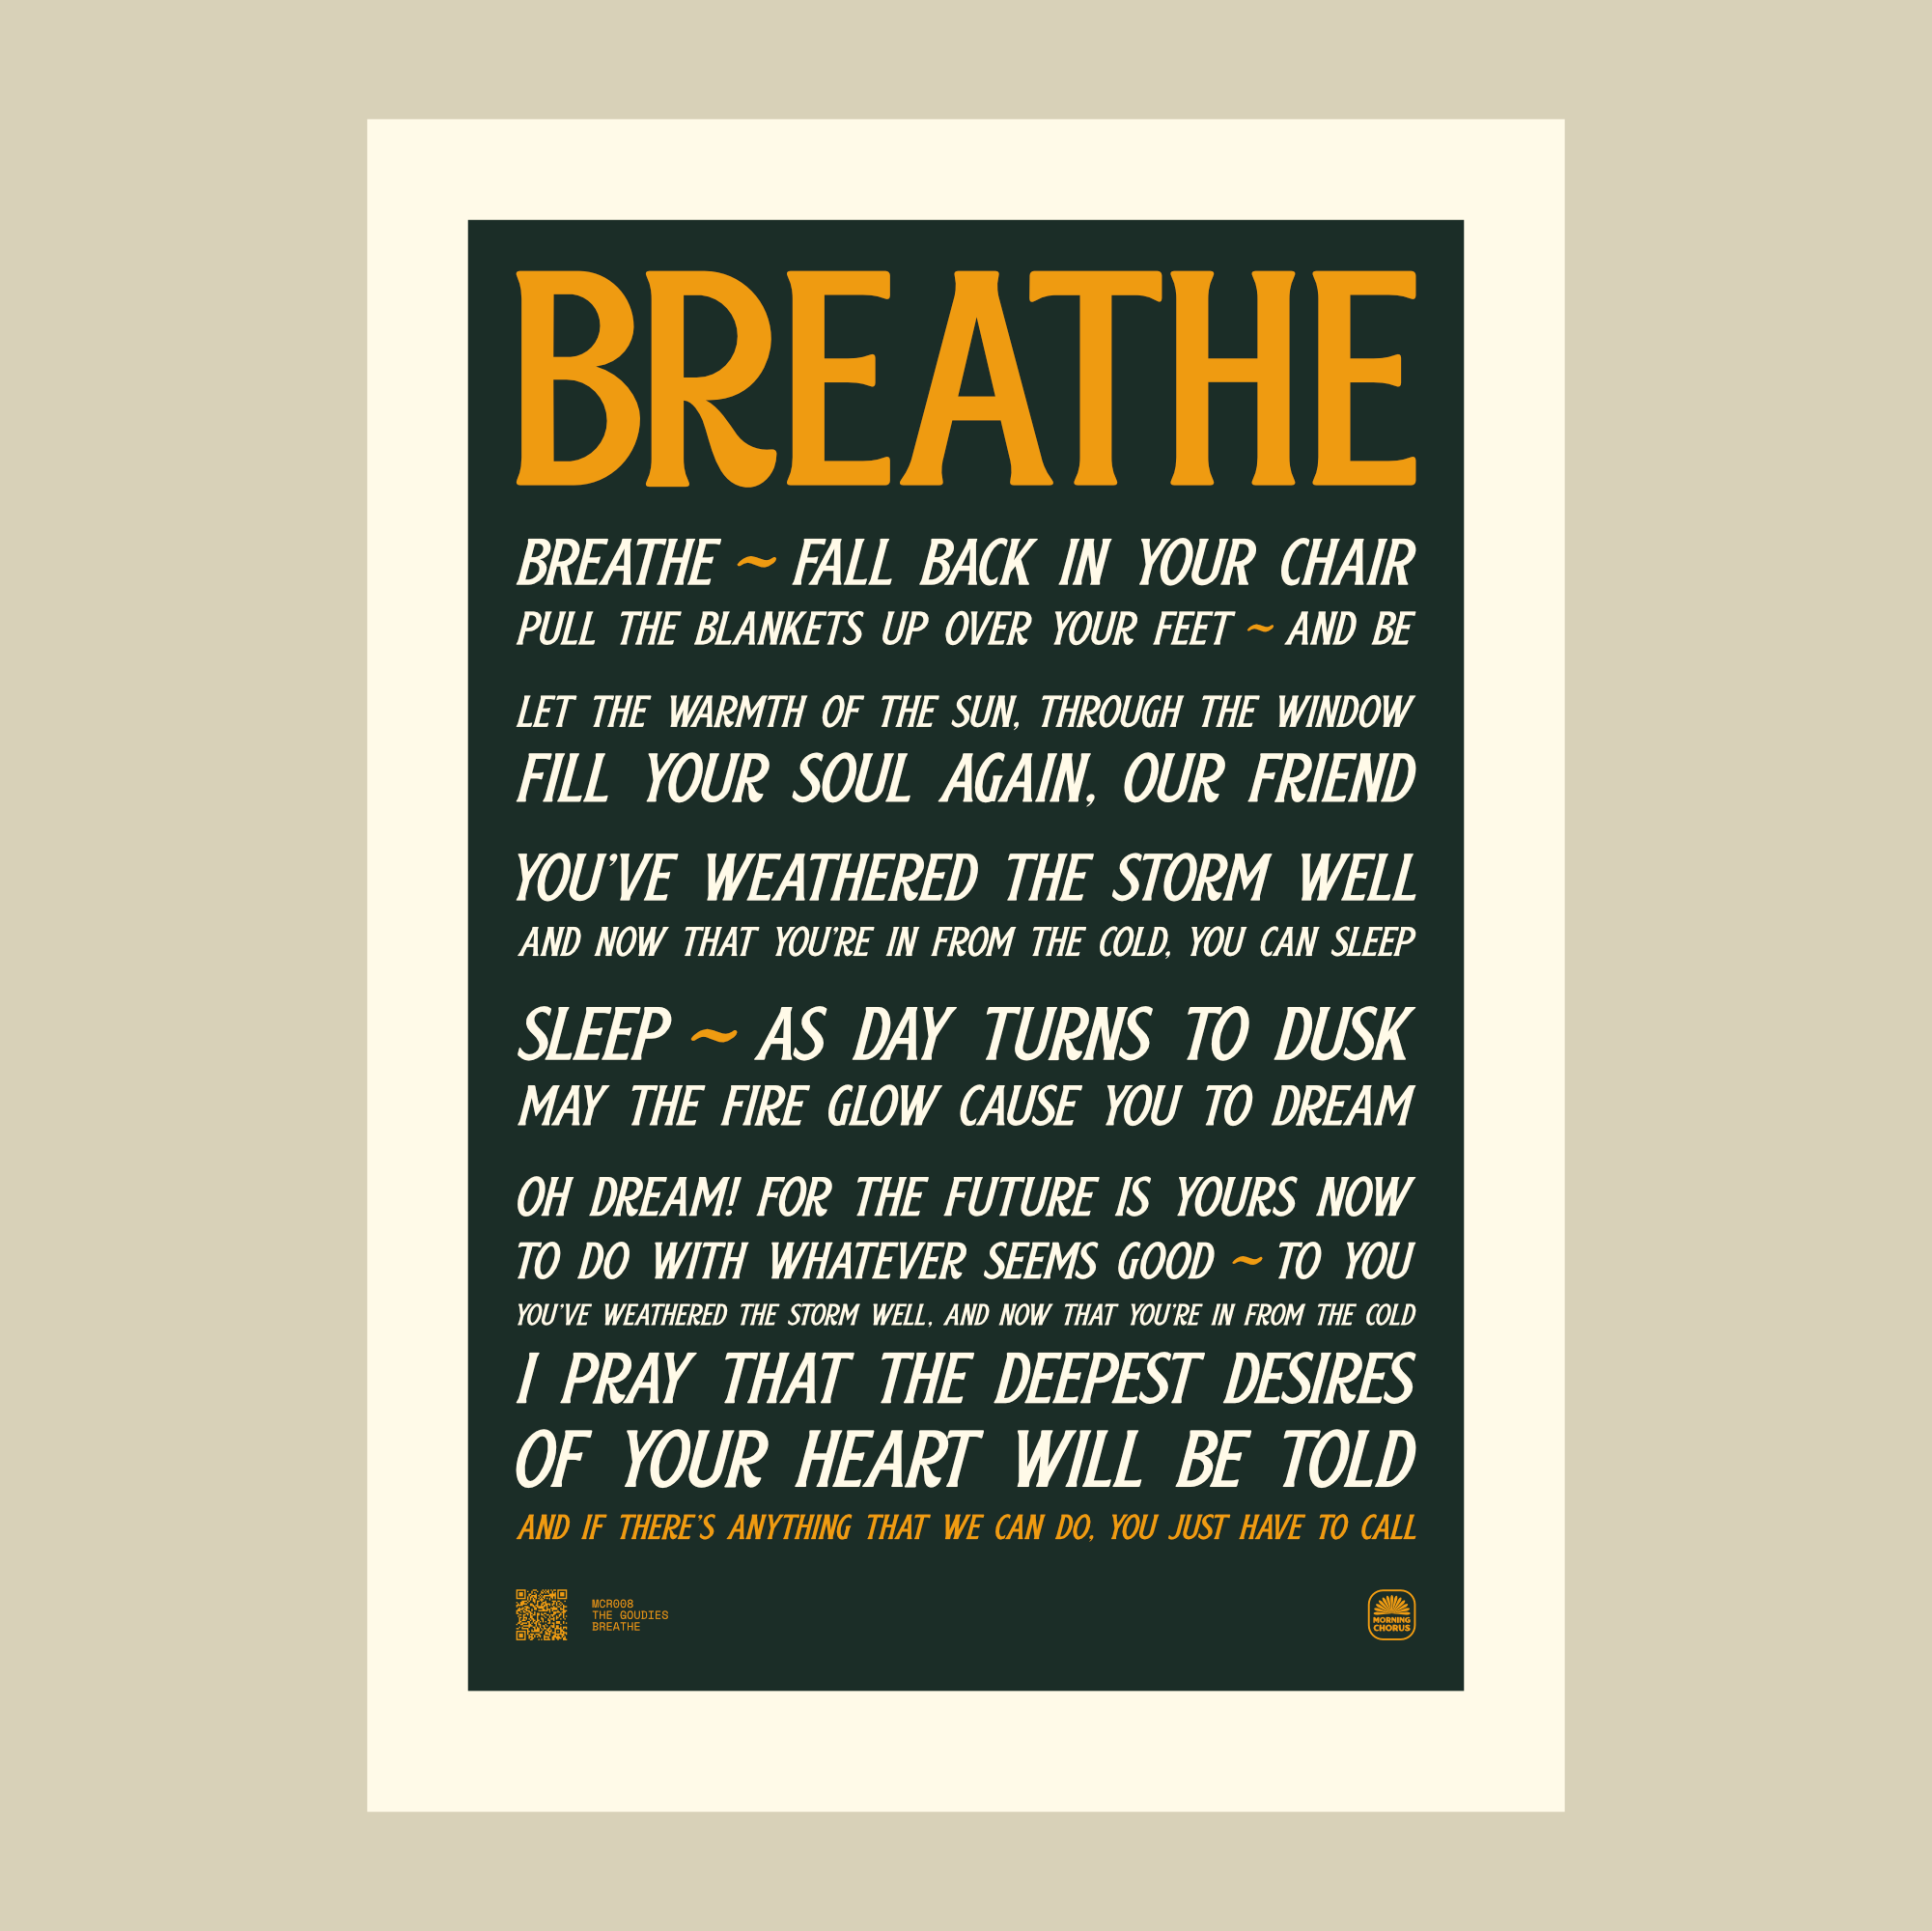 BREATHE
BREATHE ~ FALL BACK IN YOUR CHAIR
PULL THE BLANKETS UP OVER YOUR FEET ~ AND BE
LET THE WARMTH OF THE SUN, THROUGH THE WINDOW
FILL YOUR SOUL AGAIN, OUR FRIEND
YOU'VE WEATHERED THE STORM WELL
AND NOW THAT YOU'RE IN FROM THE COLD, YOU CAN SLEEP
SLEEP ~ AS DAY TURNS TO DUSK
MAY THE FIRE GLOW CAUSE YOU TO DREAM
OH DREAM! FOR THE FUTURE IS YOURS NOW
TO DO WITH WHATEVER SEEMS GOOD ~ TO YOU
YOU'VE WEATHERED THE STORM WELL, AND NOW THAT YOU'RE IN FROM THE COLD
I PRAY THAT THE DEEPEST DESIRES
OF YOUR HEART WILL BE TOLD
AND IF THERE'S ANYTHING THAT WE CAN DO, YOU JUST HAVE TO CALL
MCR008
THE GOUDIES
BREATHE
MORNING
CHORUS